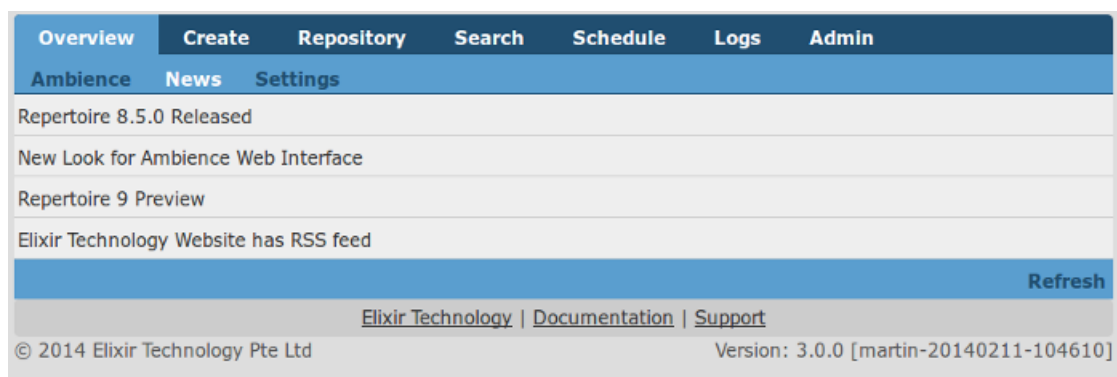 Overview Create Repository Search Schedule Logs Admin
Ambience News Settings
Repertoire 8.5.0 Released
New Look for Ambience Web Interface
Repertoire 9 Preview
Elixir Technology Website has RSS feed
Refresh
Elixir Technology | Documentation | Support
© 2014 Elixir Technology Pte Ltd Version: 3.0.0 [martin-20140211-104610]